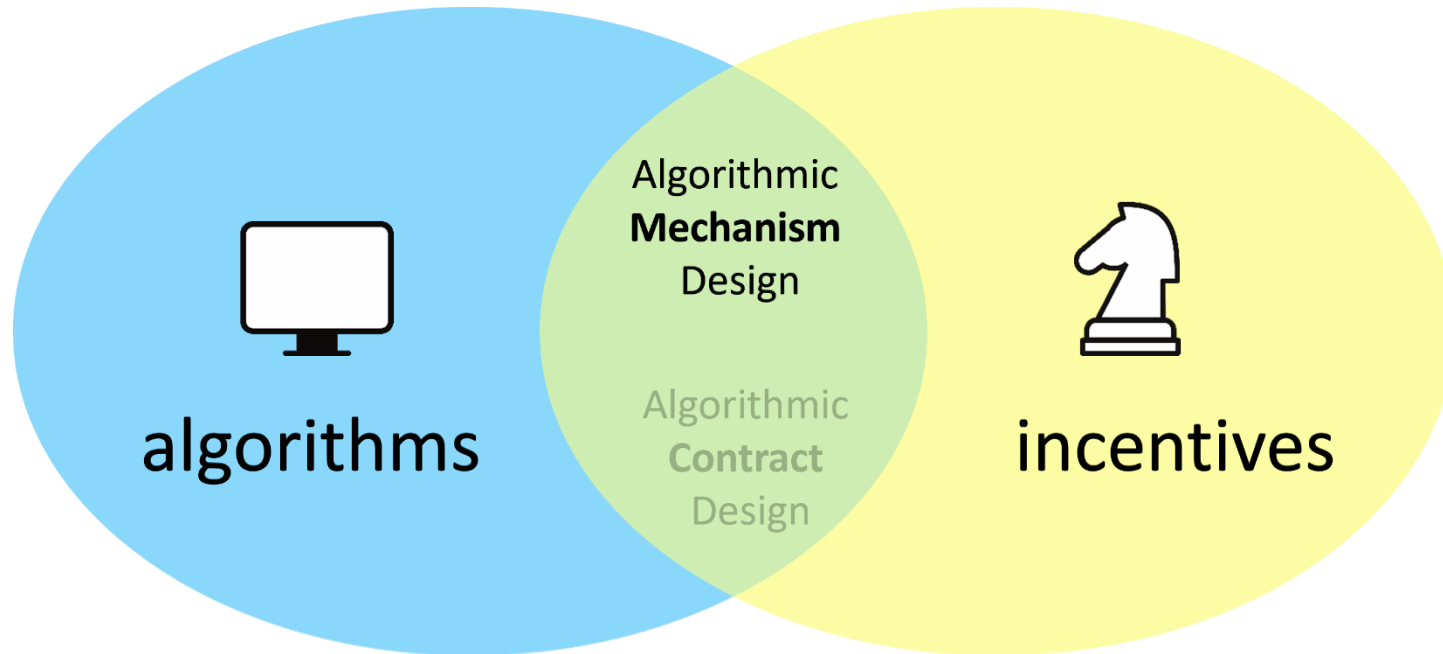 Algorithmic
Mechanism
Design
algorithms
Algorithmic
Contract
Design
incentives